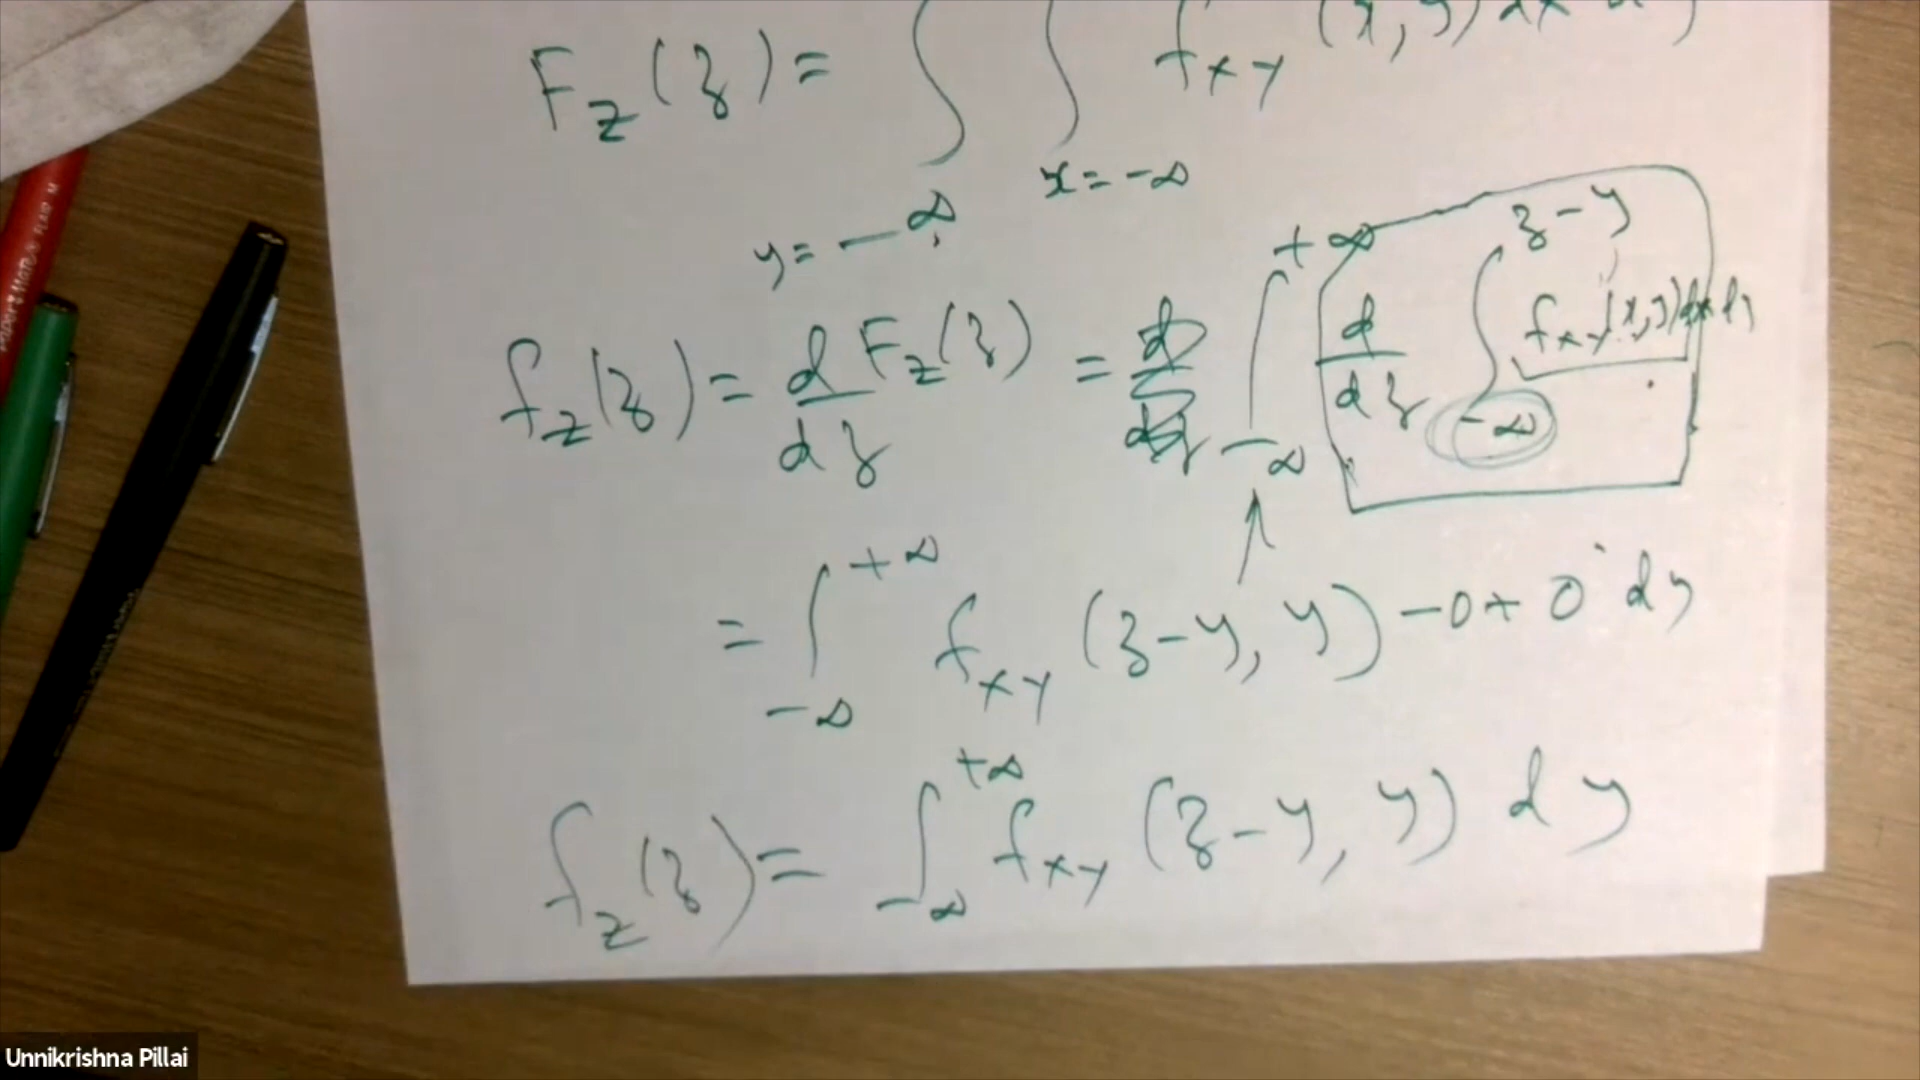 F_Z(z) = ∫ ∫ f_XY (x, y) dx dy
y = -∞ x = -∞
f_Z(z) = d/dz F_Z(z) = ∫_{-∞}^{+∞} d/dz ∫_{-∞}^{z-y} f_XY(x,y) dx dy
= ∫_{-∞}^{+∞} f_XY (z-y, y) - 0 + 0 dy
f_Z(z) = ∫_{-∞}^{+∞} f_XY (z-y, y) dy
Unnikrishna Pillai